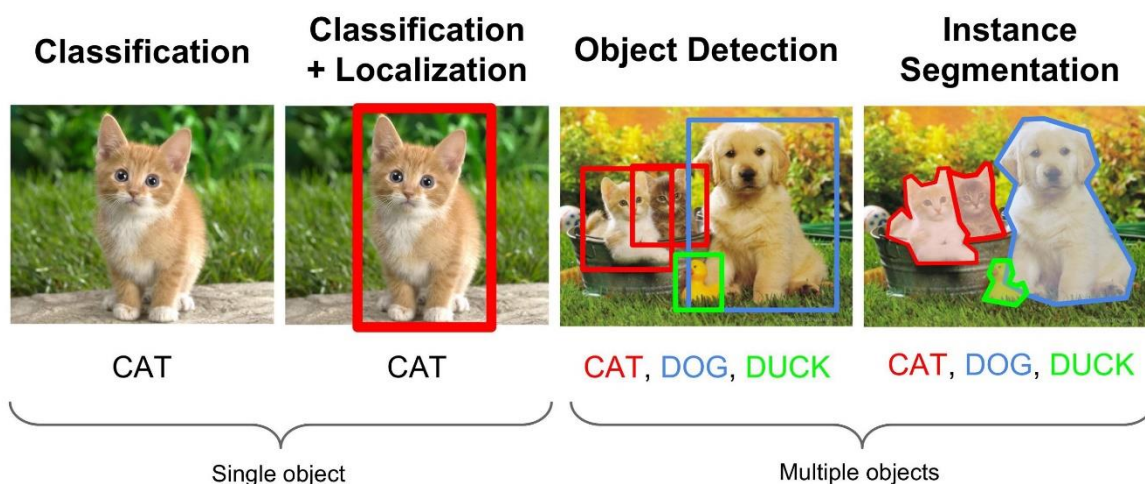 Classification
Classification
+ Localization
Object Detection
Instance
Segmentation
CAT
CAT
CAT, DOG, DUCK
CAT, DOG, DUCK
Single object
Multiple objects